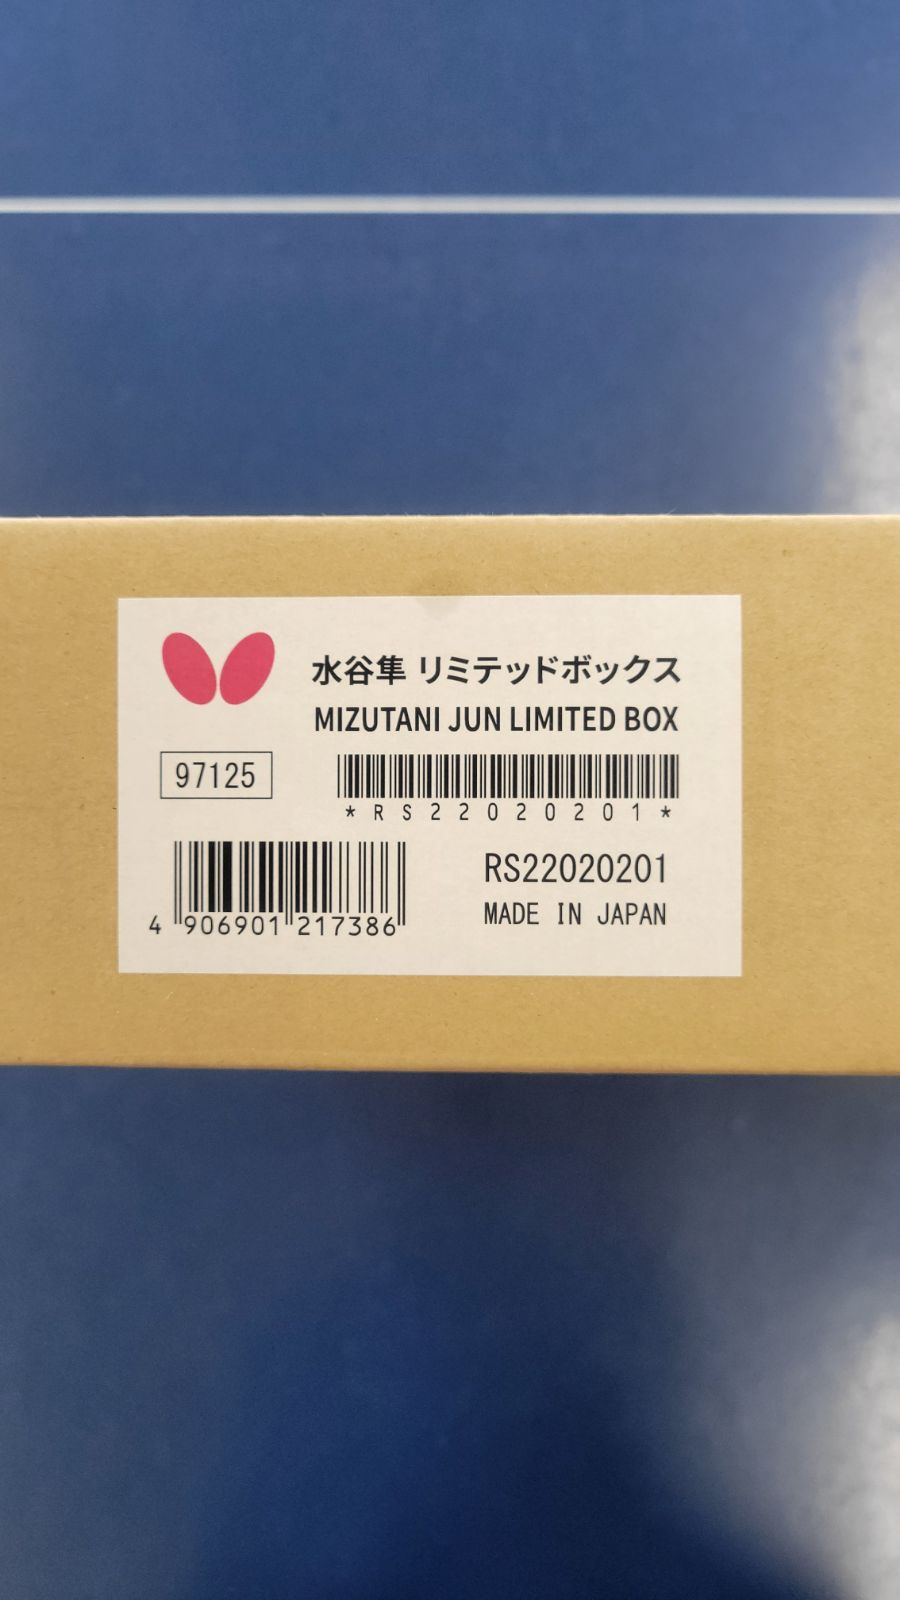 水谷隼 リミテッドボックス
MIZUTANI JUN LIMITED BOX
97125
*RS22020201*
RS22020201
4 906901 217386
MADE IN JAPAN